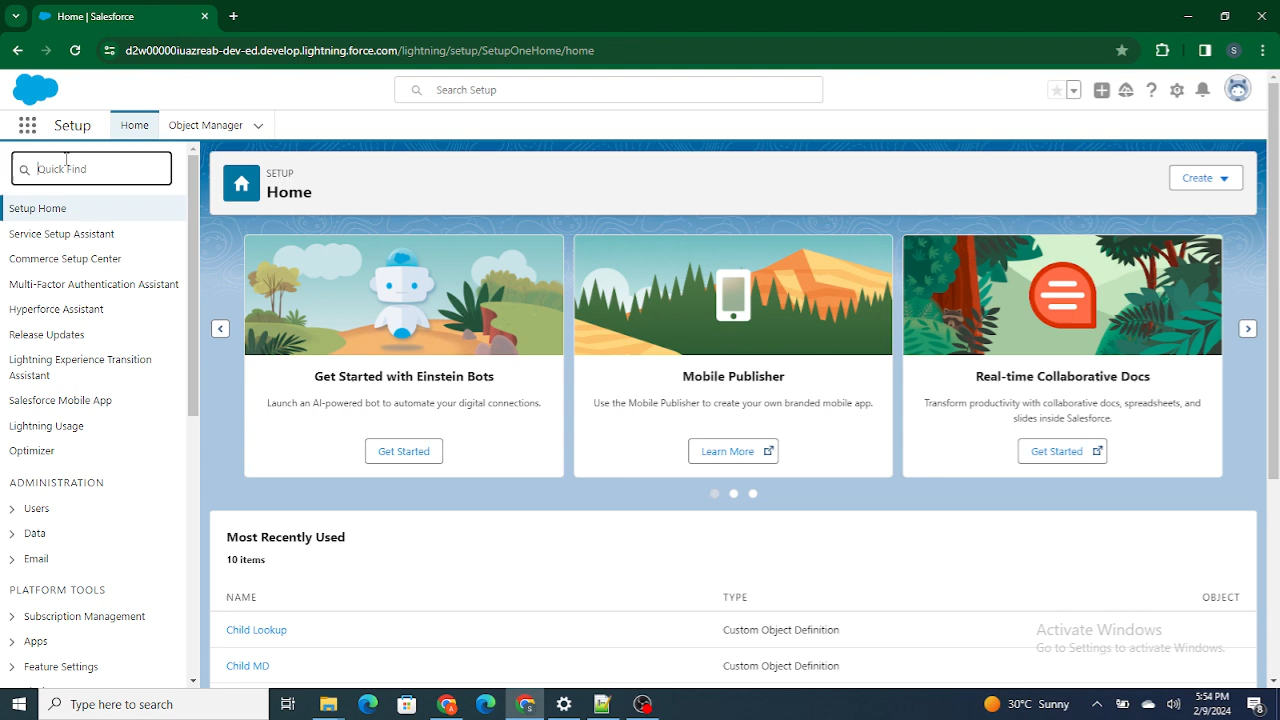 Home | Salesforce
d2w00000iuazreab-dev-ed.develop.lightning.force.com/lightning/setup/SetupOneHome/home
S
Search Setup
Setup
Home
Object Manager
Quick Find
Setup Home
Service Setup Assistant
Commerce Setup Center
Multi-Factor Authentication Assistant
Hyperforce Assistant
Release Updates
Lightning Experience Transition
Assistant
Salesforce Mobile App
Lightning Usage
Optimizer
ADMINISTRATION
Users
Data
Email
PLATFORM TOOLS
Subscription Management
Apps
Feature Settings
SETUP
Home
Create
Get Started with Einstein Bots
Launch an AI-powered bot to automate your digital connections.
Get Started
Mobile Publisher
Use the Mobile Publisher to create your own branded mobile app.
Learn More
Real-time Collaborative Docs
Transform productivity with collaborative docs, spreadsheets, and
slides inside Salesforce.
Get Started
Most Recently Used
10 items
NAME TYPE OBJECT
Child Lookup Custom Object Definition
Child MD Custom Object Definition
Activate Windows
Go to Settings to activate Windows.
Type here to search
30°C Sunny
5:54 PM
2/9/2024
8